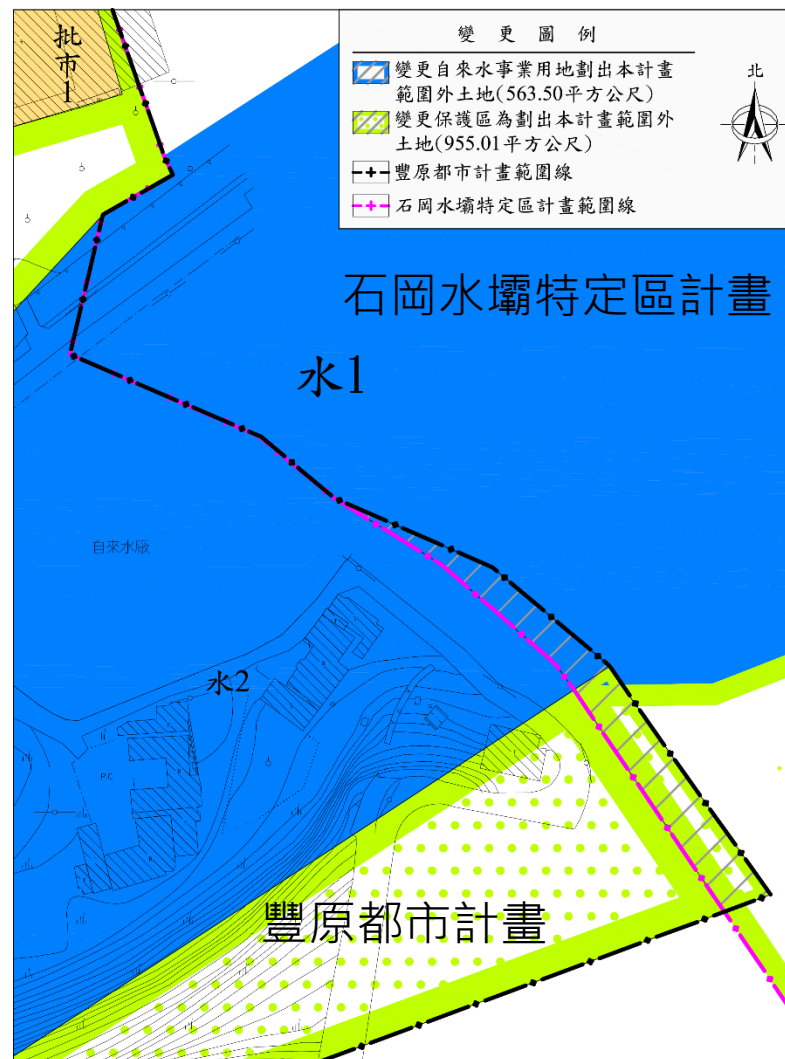 批市1
變更圖例
變更自來水事業用地劃出本計畫
範圍外土地(563.50平方公尺)
變更保護區為劃出本計畫範圍外
土地(955.01平方公尺)
豐原都市計畫範圍線
石岡水壩特定區計畫範圍線
北
石岡水壩特定區計畫
水1
自來水廠
水2
P.C
豐原都市計畫